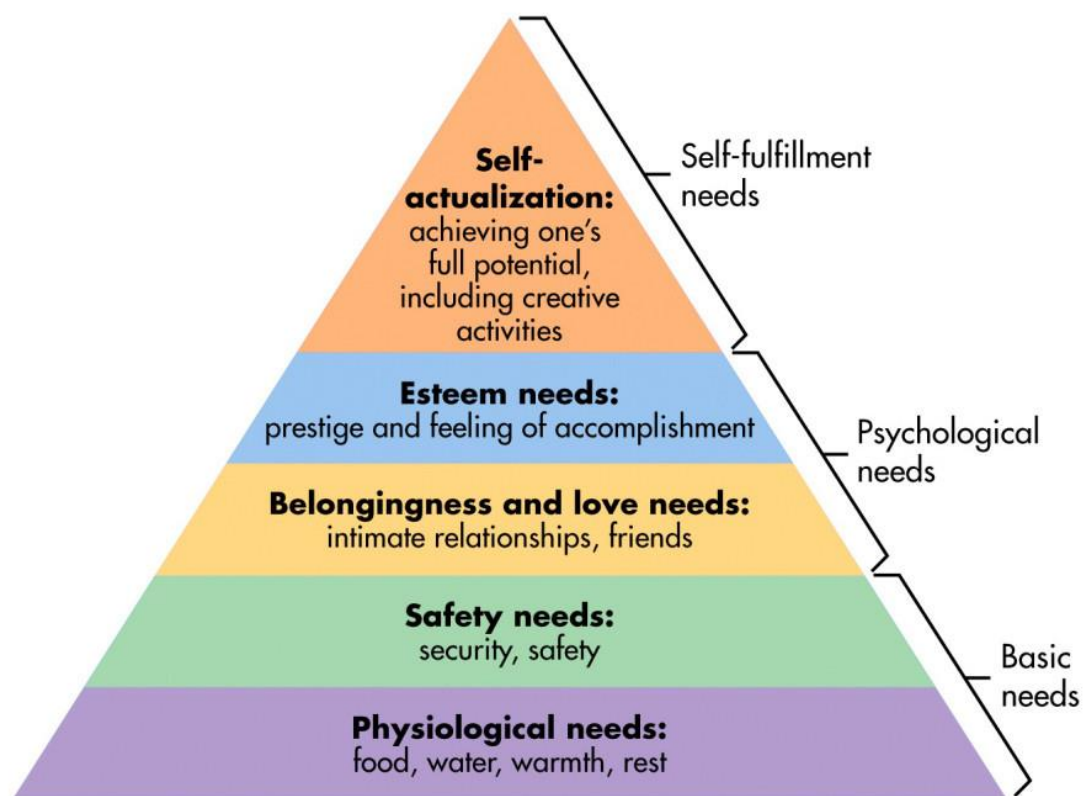 Self-
actualization:
achieving one's
full potential,
including creative
activities
Self-fulfillment
needs
Esteem needs:
prestige and feeling of accomplishment
Belongingness and love needs:
intimate relationships, friends
Psychological
needs
Safety needs:
security, safety
Physiological needs:
food, water, warmth, rest
Basic
needs